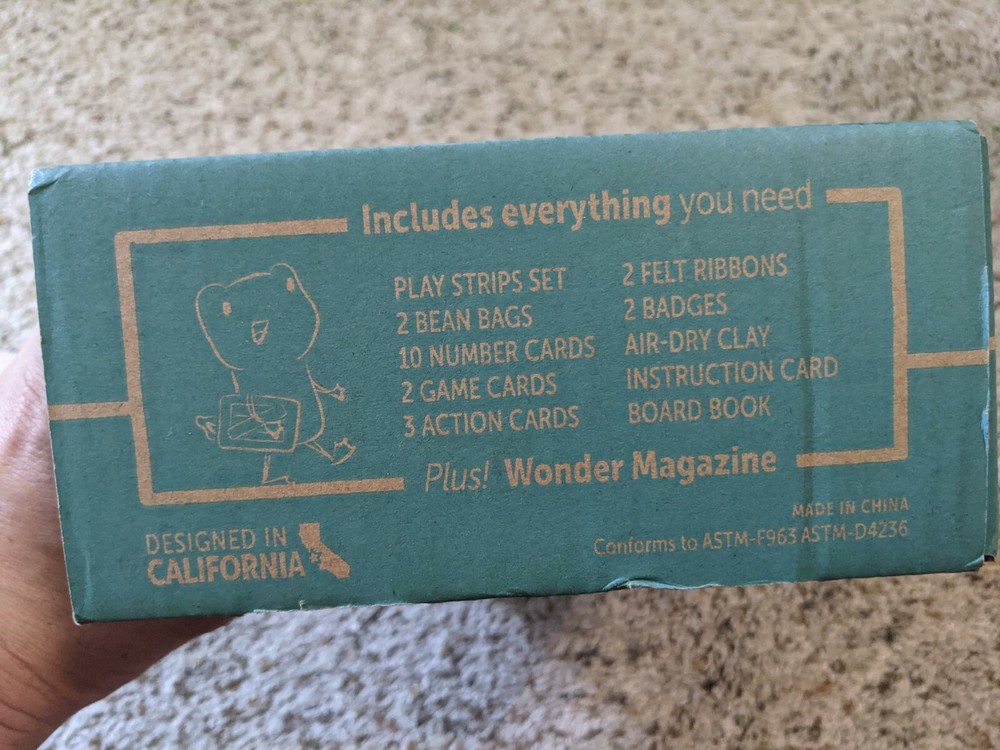 Includes everything you need
PLAY STRIPS SET
2 BEAN BAGS
10 NUMBER CARDS
2 GAME CARDS
3 ACTION CARDS
2 FELT RIBBONS
2 BADGES
AIR-DRY CLAY
INSTRUCTION CARD
BOARD BOOK
Plus! Wonder Magazine
DESIGNED IN
CALIFORNIA
MADE IN CHINA
Conforms to ASTM-F963 ASTM-D4236